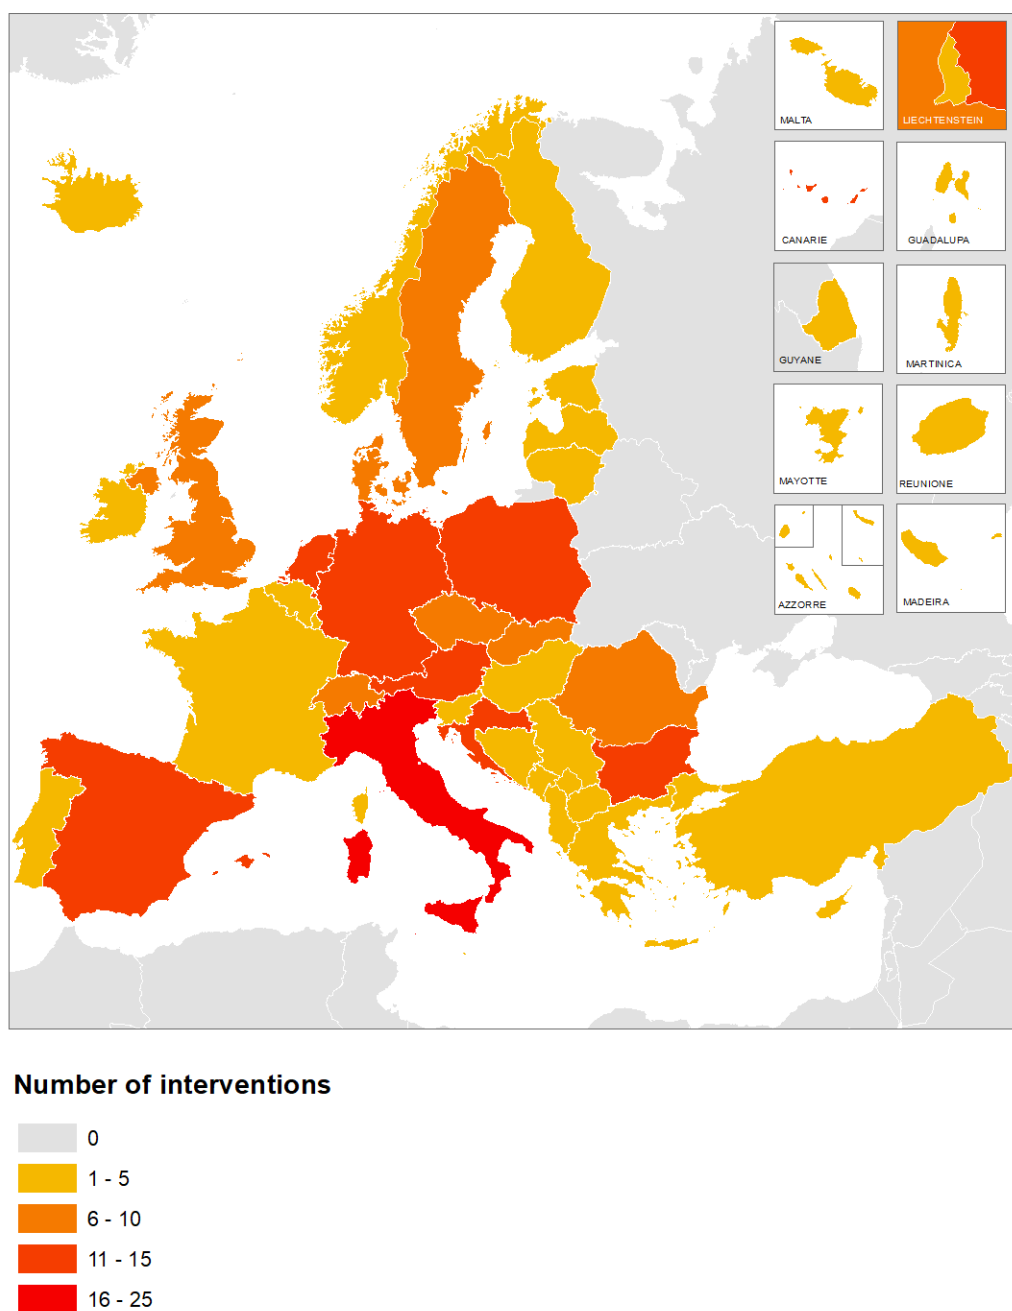 MALTA
LIECHTENSTEIN
CANARIE
GUADALUPA
GUYANE
MARTINICA
MAYOTTE
REUNIONE
AZZORRE
MADEIRA
Number of interventions
0
1 - 5
6 - 10
11 - 15
16 - 25